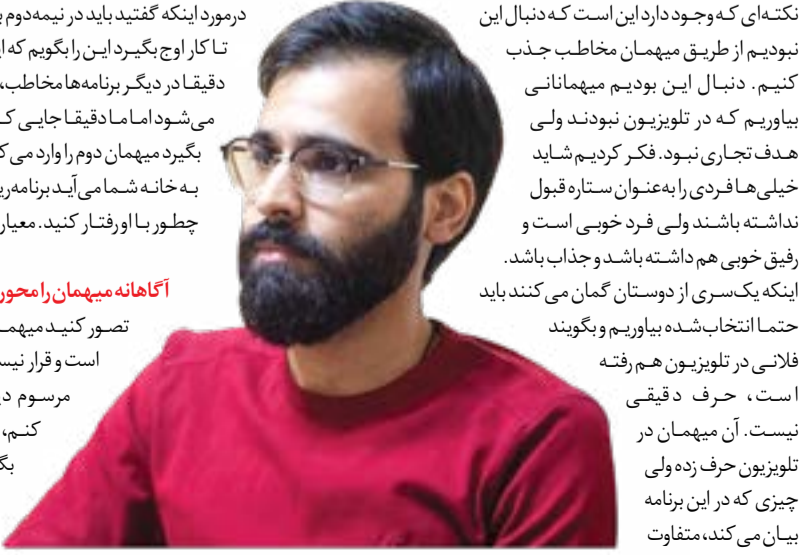 نکته‌ای که وجود دارد این است که دنبال این
نبودیم از طریق میهمان مخاطب جذب
کنیم. دنبال این بودیم میهمانانی
بیاوریم که در تلویزیون نبودند ولی
هدف تجاری نبود. فکر کردیم شاید
خیلی‌ها فردی را به‌عنوان ستاره قبول
نداشته باشند ولی فرد خوبی است و
رفیق خوبی هم داشته باشد و جذاب باشد.
اینکه یک‌سری از دوستان گمان می‌کنند باید
حتما انتخاب‌شده بیاوریم و بگویند
فلانی در تلویزیون هم رفته
است، حرف دقیقی
نیست. آن میهمان در
تلویزیون حرف زده ولی
چیزی که در این برنامه
بیان می‌کند، متفاوت
درمورد اینکه گفتید باید در نیمه‌دوم
تا کار اوج بگیرد این را بگویم که
دقیقا در دیگر برنامه‌ها مخاطب،
می‌شود اما ما دقیقا جایی
بگیرد میهمان دوم را وارد
به خانه شما می‌آید
چطور با او رفتار کنید. معیار
آگاهانه میهمان را
تصور کنید
است و قرار
مرسوم
کنم،